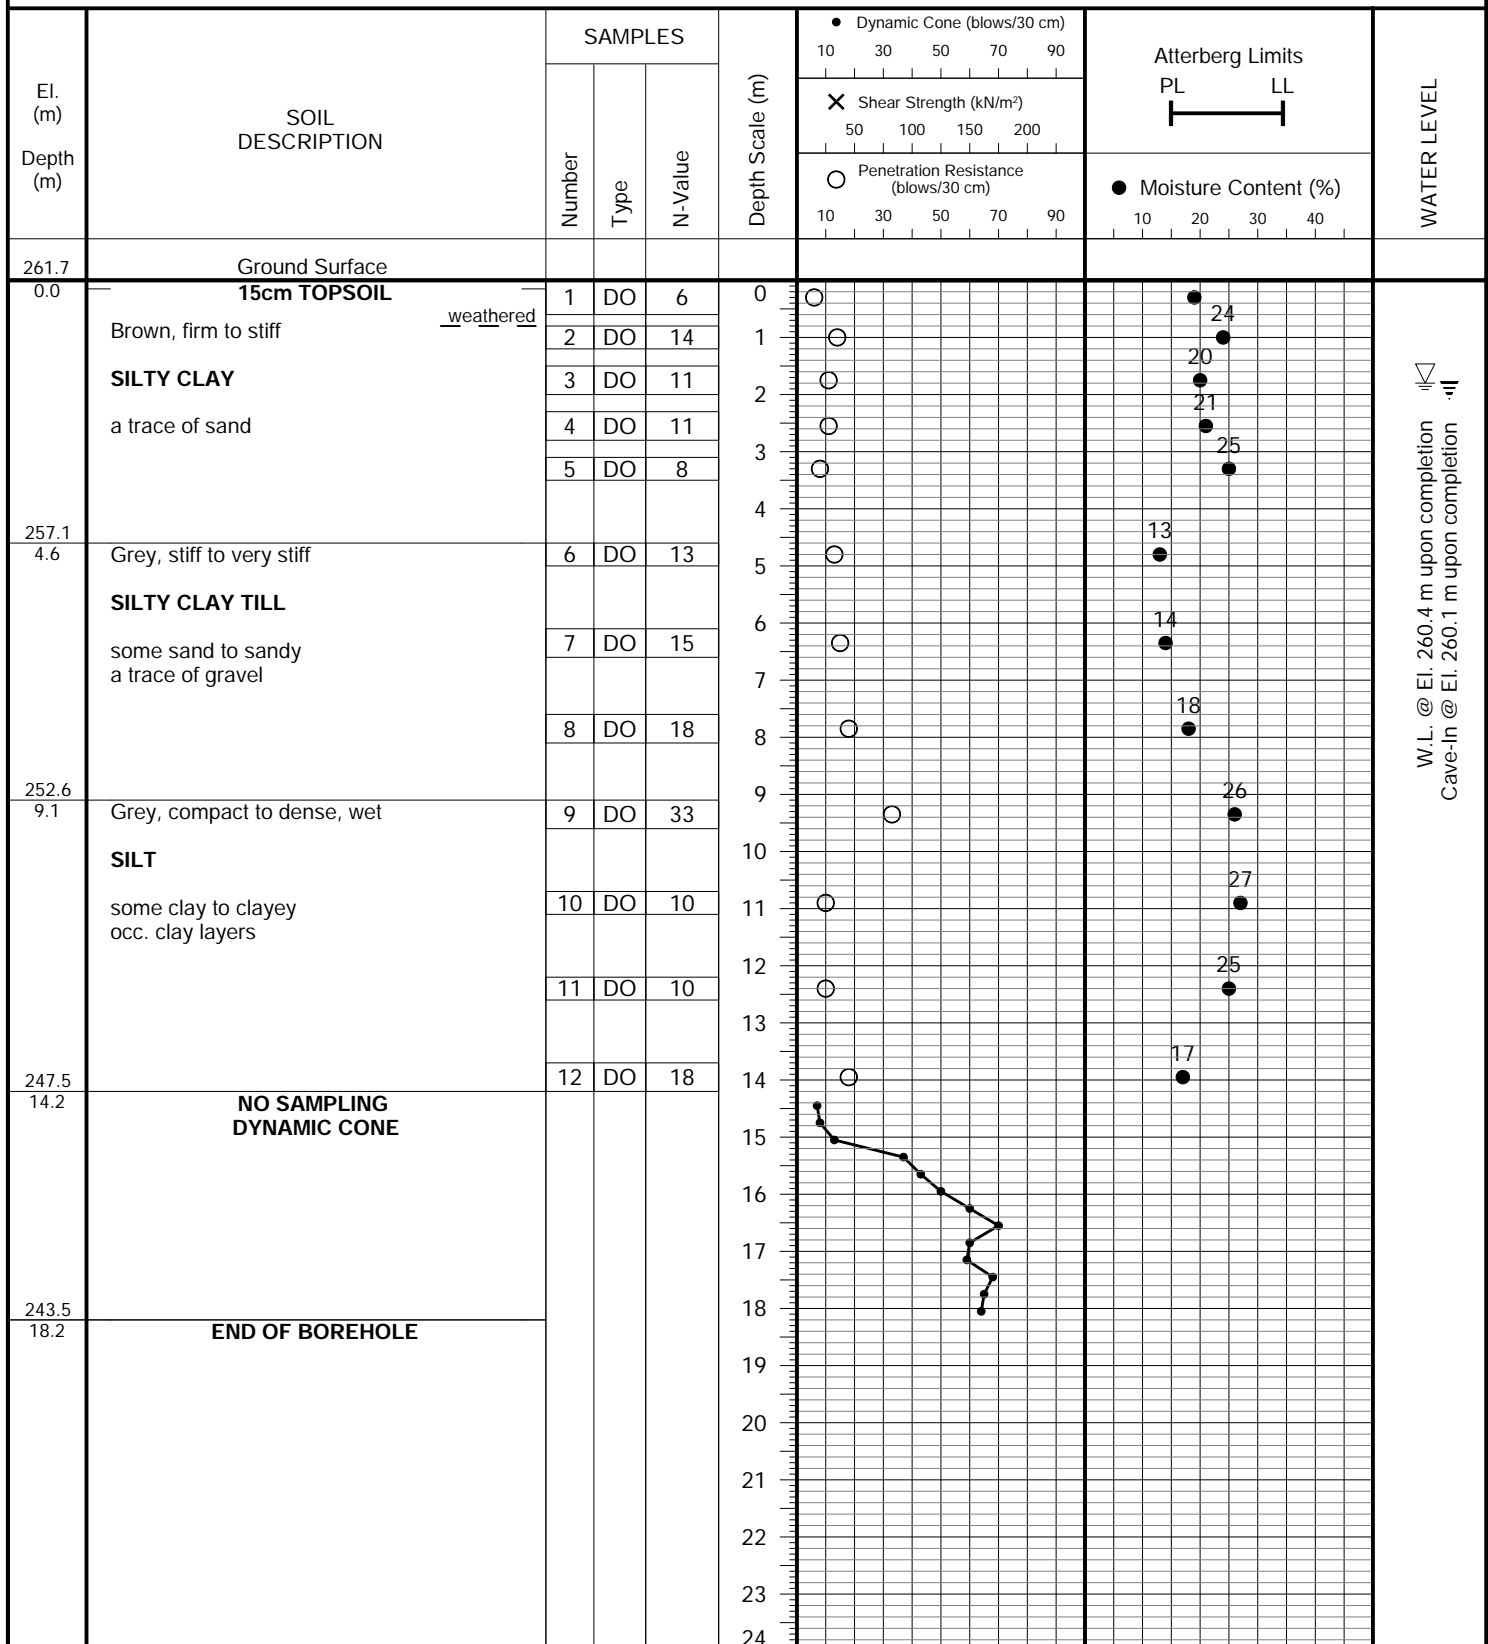 El.
(m)
Depth
(m)
SOIL
DESCRIPTION
SAMPLES
Number
Type
N-Value
Depth Scale (m)
Dynamic Cone (blows/30 cm)
10 30 50 70 90
Shear Strength (kN/m²)
50 100 150 200
Penetration Resistance
(blows/30 cm)
10 30 50 70 90
Atterberg Limits
PL LL
Moisture Content (%)
10 20 30 40
WATER LEVEL
261.7 Ground Surface
0.0 15cm TOPSOIL 1 DO 6 0
weathered 24
Brown, firm to stiff 2 DO 14 1
20
SILTY CLAY 3 DO 11 2
21
a trace of sand 4 DO 11
3 25
5 DO 8
4
257.1 13
4.6 Grey, stiff to very stiff 6 DO 13 5
SILTY CLAY TILL
6 14
some sand to sandy 7 DO 15
a trace of gravel 7
18
8 DO 18 8
252.6 9 26
9.1 Grey, compact to dense, wet 9 DO 33
SILT 10
27
some clay to clayey 10 DO 10 11
occ. clay layers
12 25
11 DO 10
13
17
247.5 12 DO 18 14
14.2 NO SAMPLING
DYNAMIC CONE
15
16
17
243.5 18
18.2 END OF BOREHOLE
19
20
21
22
23
24
W.L. @ El. 260.4 m upon completion
Cave-In @ El. 260.1 m upon completion